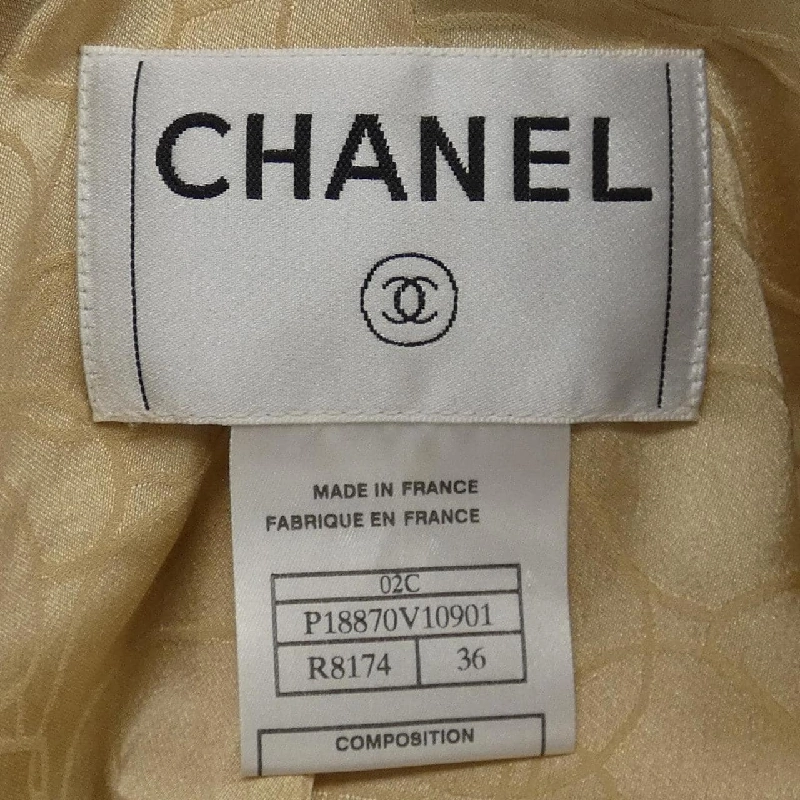 CHANEL
MADE IN FRANCE
FABRIQUE EN FRANCE
02C
P18870V10901
R8174 36
COMPOSITION